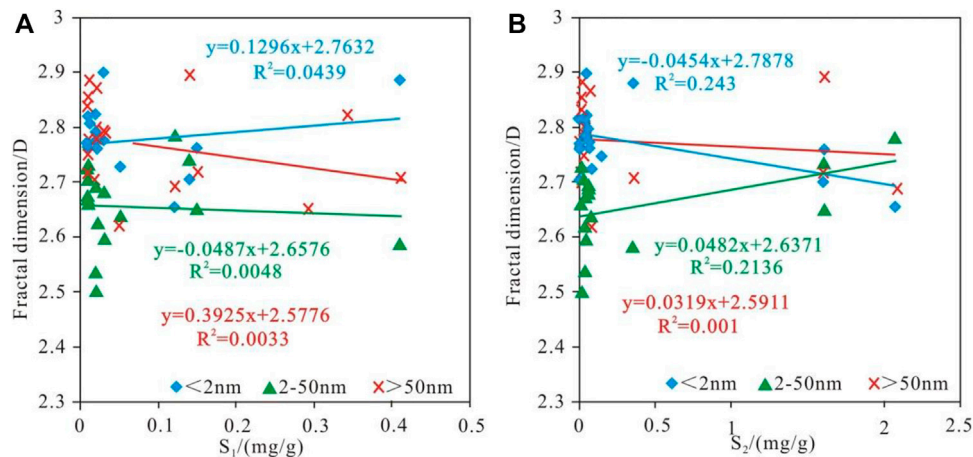 A
Fractal dimension/D
3
2.9
2.8
2.7
2.6
2.5
2.4
2.3
y=0.1296x+2.7632
R²=0.0439
y=-0.0487x+2.6576
R²=0.0048
y=0.3925x+2.5776
R²=0.0033
<2nm 2-50nm >50nm
0 0.1 0.2 0.3 0.4 0.5
S₁/(mg/g)
B
Fractal dimension/D
3
2.9
2.8
2.7
2.6
2.5
2.4
2.3
y=-0.0454x+2.7878
R²=0.243
y=0.0482x+2.6371
R²=0.2136
y=0.0319x+2.5911
R²=0.001
<2nm 2-50nm >50nm
0 0.5 1 1.5 2 2.5
S₂/(mg/g)